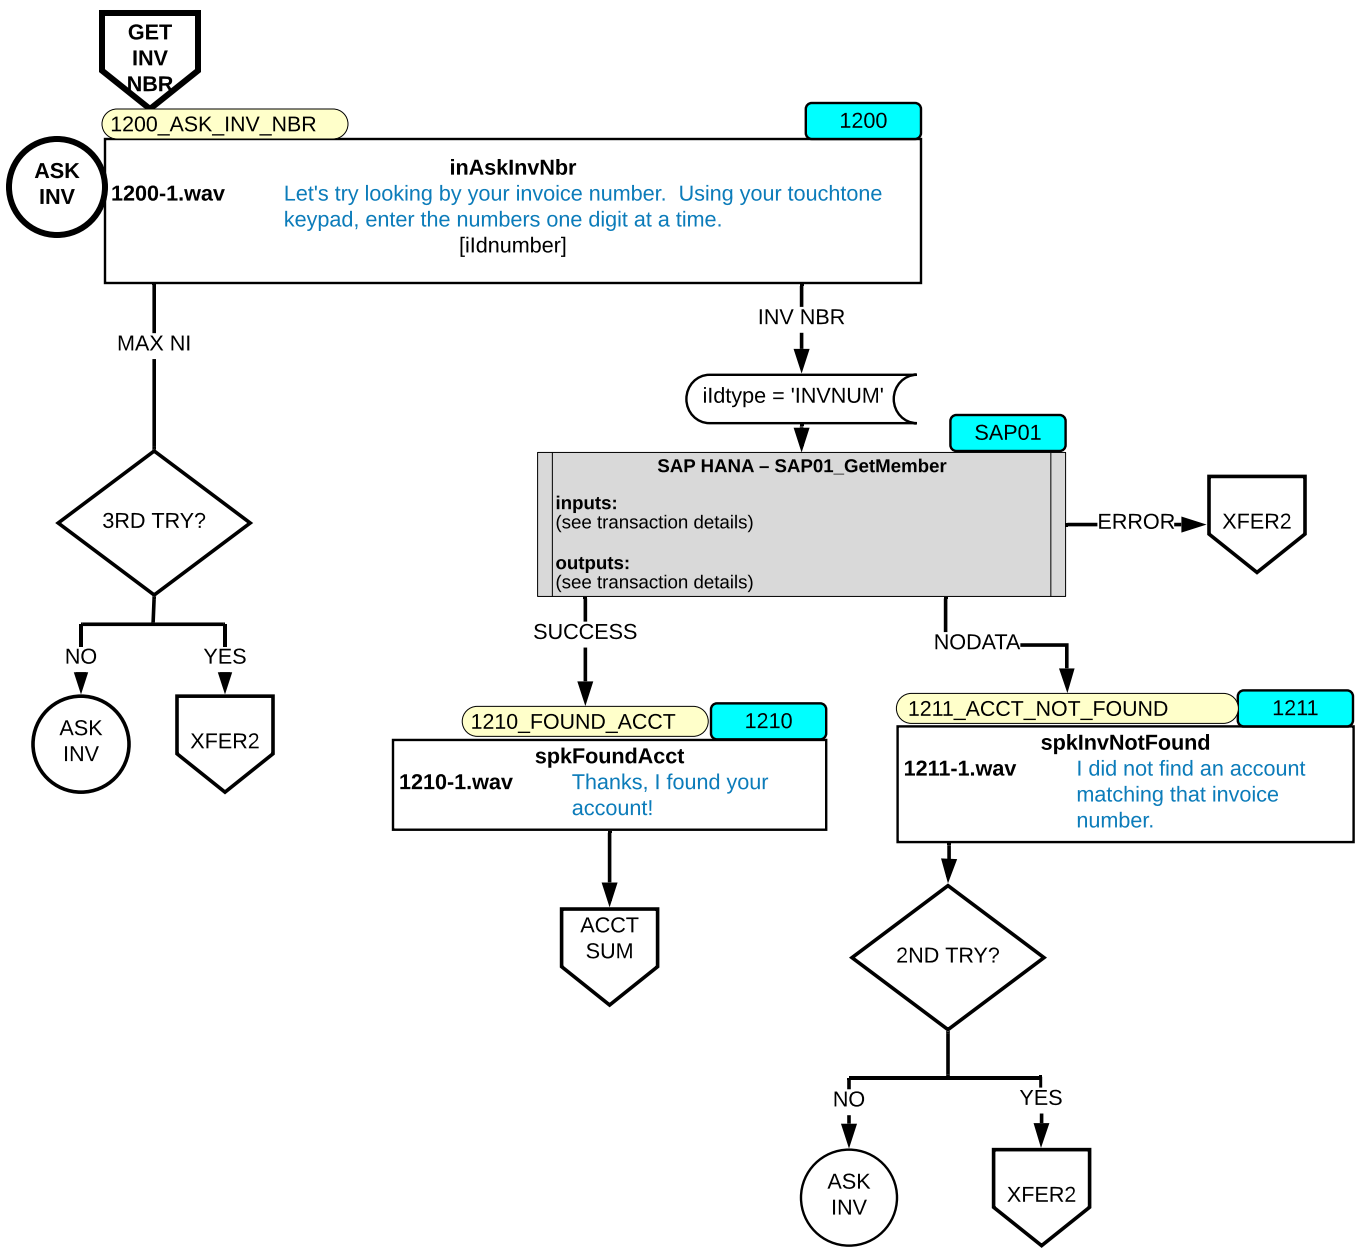 GET
INV
NBR
1200_ASK_INV_NBR
1200
ASK
INV
inAskInvNbr
1200-1.wav
Let's try looking by your invoice number.  Using your touchtone
keypad, enter the numbers one digit at a time.
[iIdnumber]
MAX NI
INV NBR
iIdtype = 'INVNUM'
SAP01
SAP HANA – SAP01_GetMember
inputs:
(see transaction details)
outputs:
(see transaction details)
ERROR
XFER2
3RD TRY?
NO
YES
ASK
INV
XFER2
SUCCESS
NODATA
1210_FOUND_ACCT
1210
spkFoundAcct
1210-1.wav
Thanks, I found your
account!
ACCT
SUM
1211_ACCT_NOT_FOUND
1211
spkInvNotFound
1211-1.wav
I did not find an account
matching that invoice
number.
2ND TRY?
NO
YES
ASK
INV
XFER2